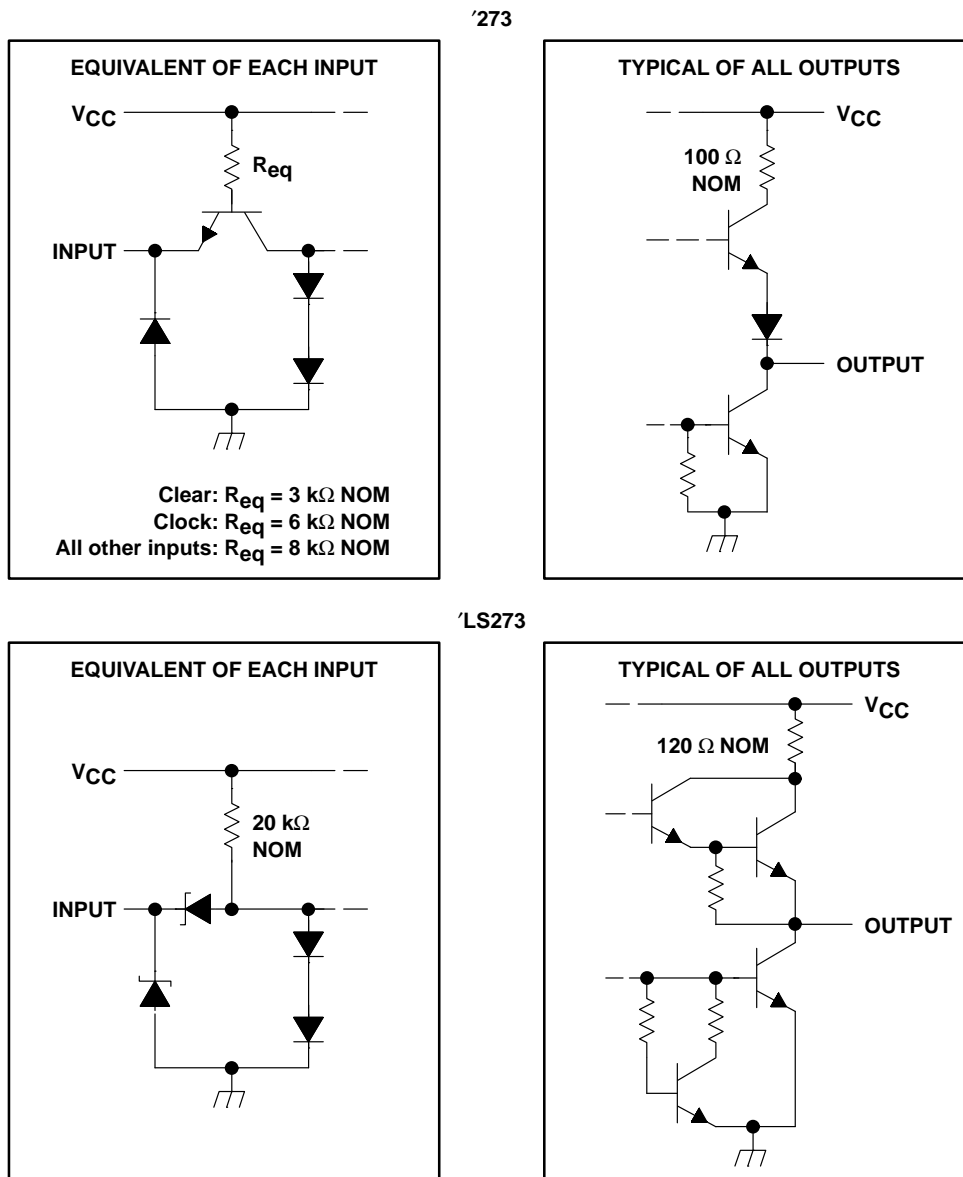 ′273
EQUIVALENT OF EACH INPUT
VCC
Req
INPUT
Clear: Req = 3 kΩ NOM
Clock: Req = 6 kΩ NOM
All other inputs: Req = 8 kΩ NOM
TYPICAL OF ALL OUTPUTS
VCC
100 Ω
NOM
OUTPUT
′LS273
EQUIVALENT OF EACH INPUT
VCC
20 kΩ
NOM
INPUT
TYPICAL OF ALL OUTPUTS
VCC
120 Ω NOM
OUTPUT